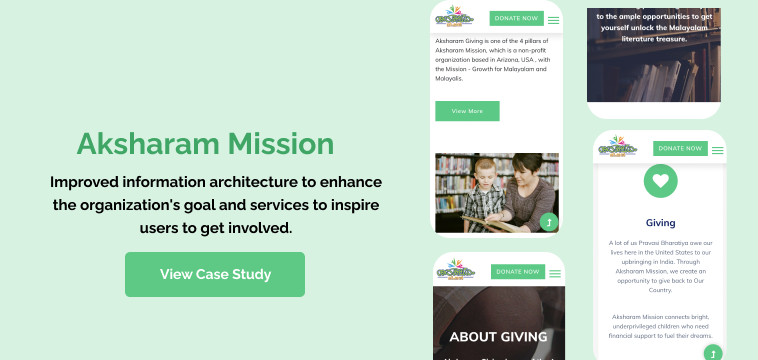 Aksharam Mission
Improved information architecture to enhance
the organization's goal and services to inspire
users to get involved.
View Case Study
DONATE NOW
Aksharam Giving is one of the 4 pillars of
Aksharam Mission, which is a non-profit
organization based in Arizona, USA , with
the Mission - Growth for Malayalam and
Malayalis.
View More
DONATE NOW
ABOUT GIVING
to the ample opportunities to get
yourself unlock the Malayalam
literature treasure.
DONATE NOW
Giving
A lot of us Pravasi Bharatiya owe our
lives here in the United States to our
upbringing in India. Through
Aksharam Mission, we create an
opportunity to give back to Our
Country.
Aksharam Mission connects bright,
underprivileged children who need
financial support to fuel their dreams.